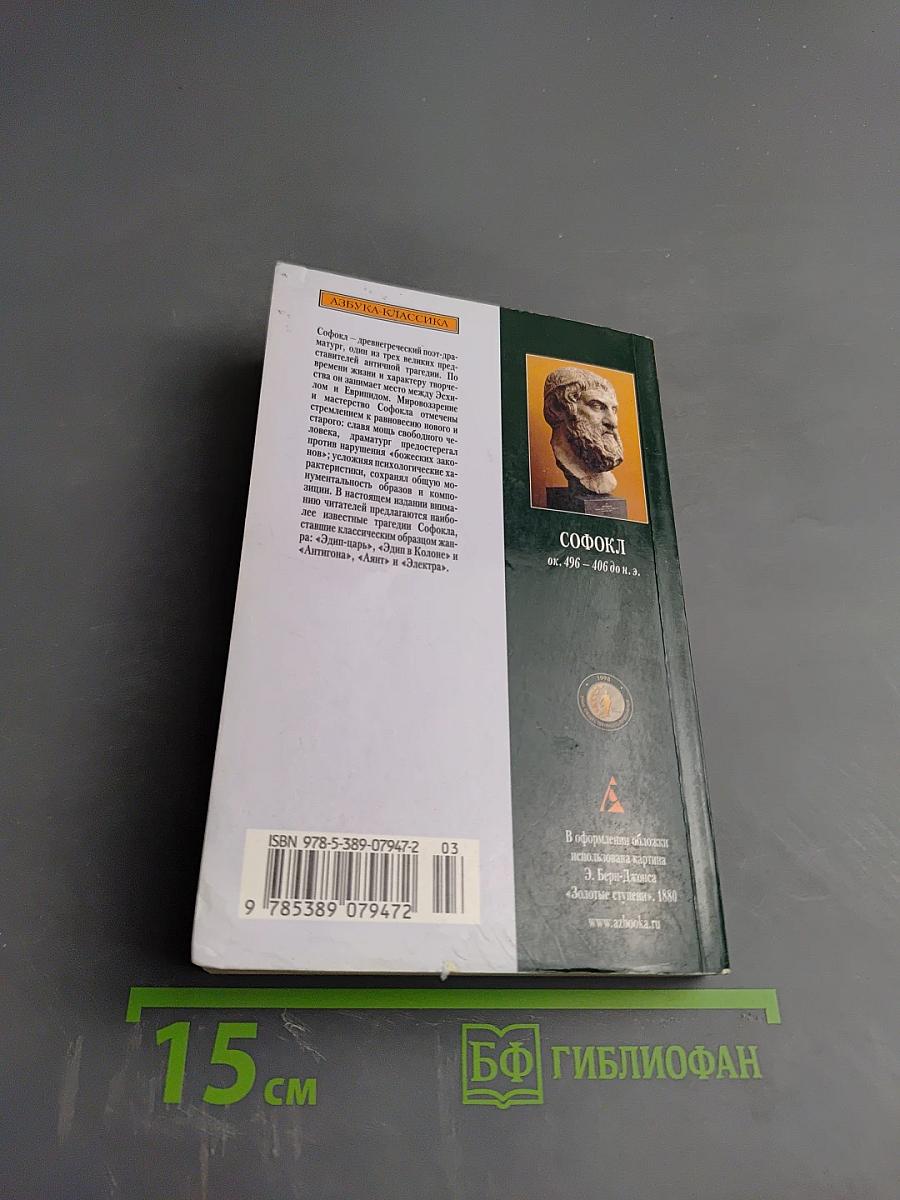 АЗБУКА-КЛАССИКА
Софокл – древнегреческий поэт-дра-
матург, один из трех великих пред-
ставителей античной трагедии. По
времени жизни и характеру творче-
ства он занимает место между Эсхи-
лом и Еврипидом. Мировоззрение
и мастерство Софокла отмечены
стремлением к равновесию нового и
старого: славя мощь свободного че-
ловека, драматург предостерегал
против нарушения «божеских зако-
нов»; усложняя психологические ха-
рактеристики, сохранял общую мо-
нументальность образов и компо-
зиции. В настоящем издании внима-
нию читателей предлагаются наибо-
лее известные трагедии Софокла,
ставшие классическим образцом жан-
ра: «Эдип-царь», «Эдип в Колоне» и
«Антигона», «Аянт» и «Электра».
СОФОКЛ
ок. 496 – 406 до н. э.
1998
В оформлении обложки
использована картина
Э. Берн-Джонса
«Золотые ступени». 1880
www.azbooka.ru
ISBN 978-5-389-07947-2 03
9 785389 079472
15 см
БФ ГИБЛИОФАН